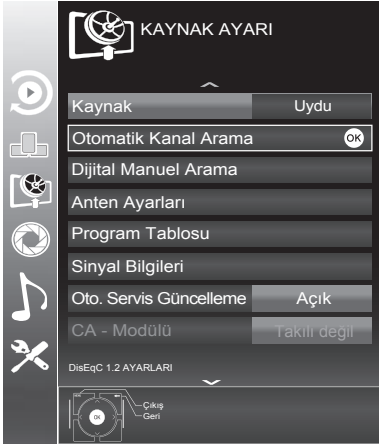 KAYNAK AYARI
Kaynak Uydu
Otomatik Kanal Arama OK
Dijital Manuel Arama
Anten Ayarları
Program Tablosu
Sinyal Bilgileri
Oto. Servis Güncelleme Açık
CA - Modülü Takılı değil
DisEqC 1.2 AYARLARI
Çıkış
OK Geri